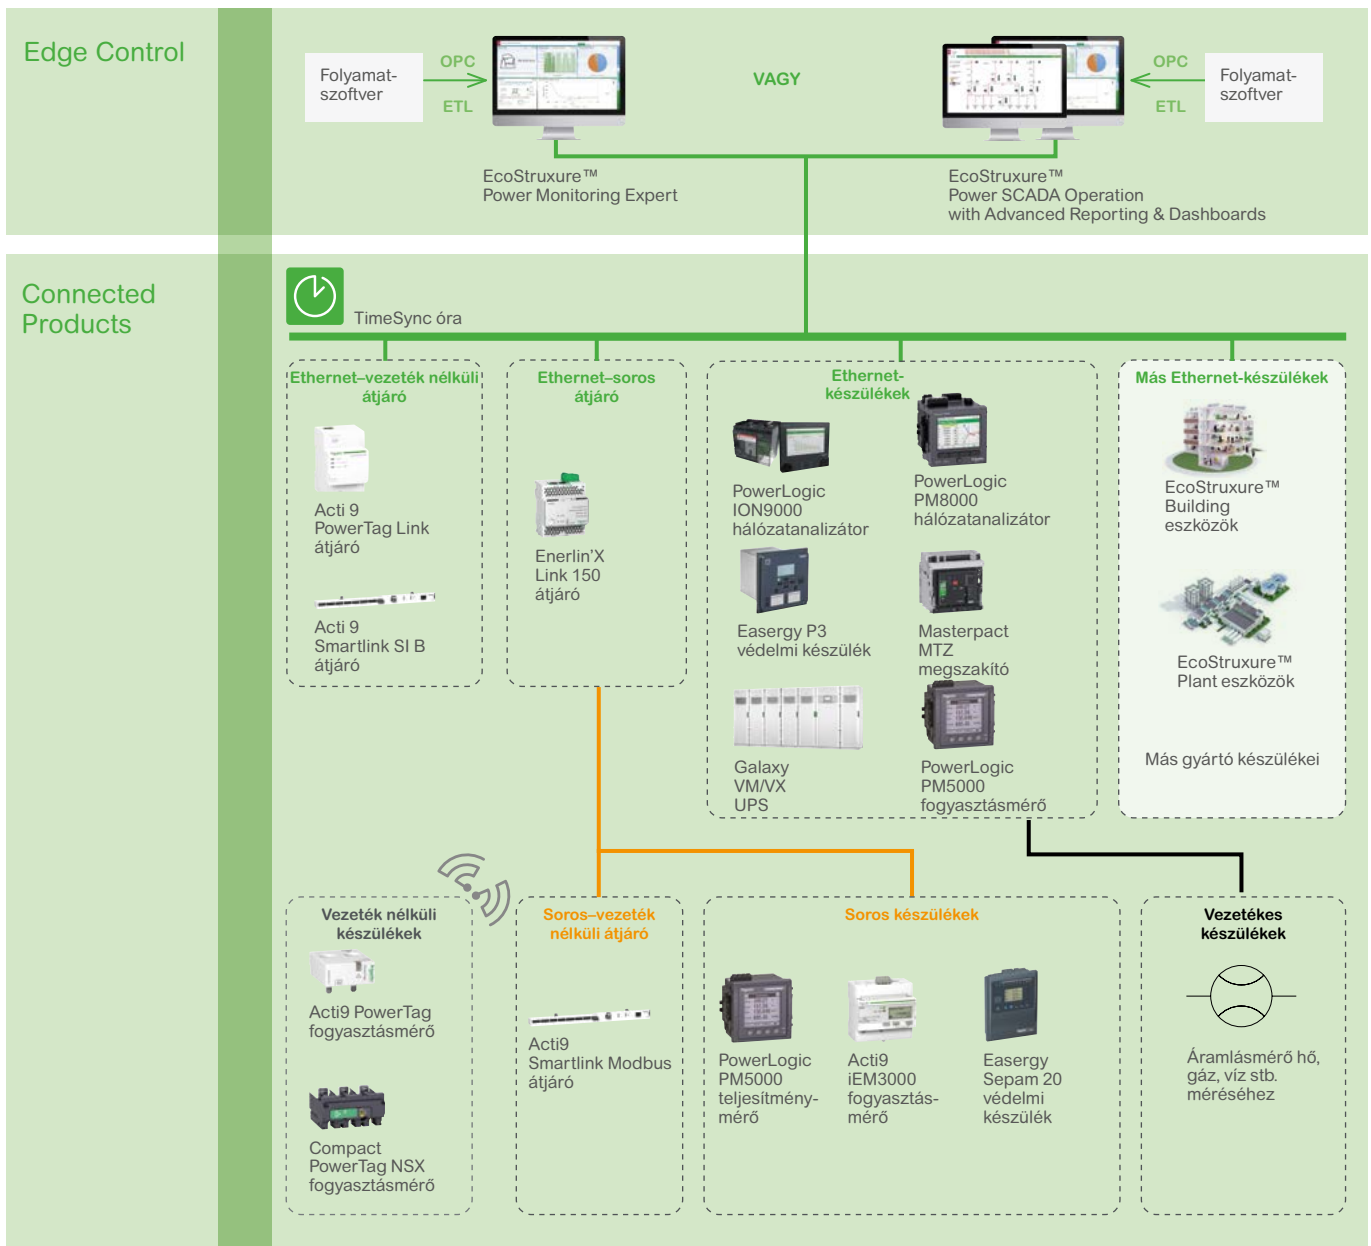 Edge Control
Folyamat-
szoftver
OPC
ETL
VAGY
OPC
ETL
Folyamat-
szoftver
EcoStruxure™
Power Monitoring Expert
EcoStruxure™
Power SCADA Operation
with Advanced Reporting & Dashboards
Connected
Products
TimeSync óra
Ethernet–vezeték nélküli
átjáró
Acti 9
PowerTag Link
átjáró
Acti 9
Smartlink SI B
átjáró
Ethernet–soros
átjáró
Enerlin’X
Link 150
átjáró
Ethernet-
készülékek
PowerLogic
ION9000
hálózatanalizátor
PowerLogic
PM8000
hálózatanalizátor
Easergy P3
védelmi készülék
Masterpact
MTZ
megszakító
Galaxy
VM/VX
UPS
PowerLogic
PM5000
fogyasztásmérő
Más Ethernet-készülékek
EcoStruxure™
Building
eszközök
EcoStruxure™
Plant eszközök
Más gyártó készülékei
Vezeték nélküli
készülékek
Acti9 PowerTag
fogyasztásmérő
Compact
PowerTag NSX
fogyasztásmérő
Soros–vezeték
nélküli átjáró
Acti9
Smartlink Modbus
átjáró
Soros készülékek
PowerLogic
PM5000
teljesítmény-
mérő
Acti9
iEM3000
fogyasztás-
mérő
Easergy
Sepam 20
védelmi
készülék
Vezetékes
készülékek
Áramlásmérő hő,
gáz, víz stb.
méréséhez